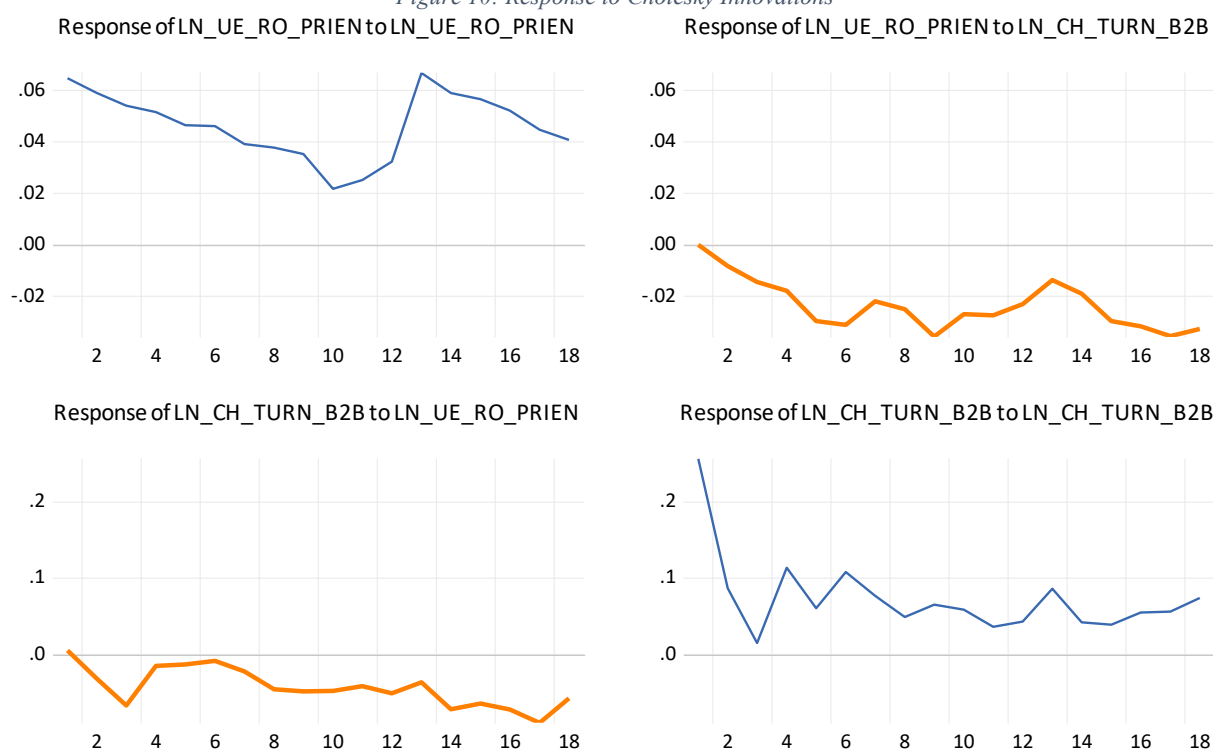 Figure 10: Response to Cholesky Innovations
Response of LN_UE_RO_PRIEN to LN_UE_RO_PRIEN
.06
.04
.02
.00
-.02
2 4 6 8 10 12 14 16 18
Response of LN_UE_RO_PRIEN to LN_CH_TURN_B2B
.06
.04
.02
.00
-.02
2 4 6 8 10 12 14 16 18
Response of LN_CH_TURN_B2B to LN_UE_RO_PRIEN
.2
.1
.0
2 4 6 8 10 12 14 16 18
Response of LN_CH_TURN_B2B to LN_CH_TURN_B2B
.2
.1
.0
2 4 6 8 10 12 14 16 18